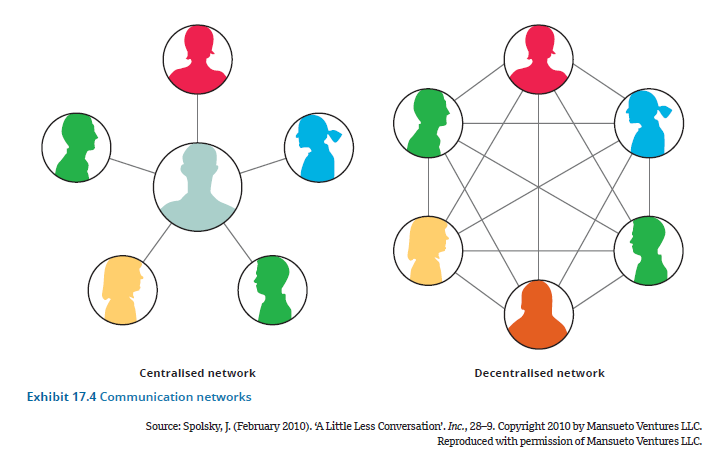 Centralised network
Decentralised network
Exhibit 17.4 Communication networks
Source: Spolsky, J. (February 2010). ‘A Little Less Conversation'. Inc., 28–9. Copyright 2010 by Mansueto Ventures LLC.
Reproduced with permission of Mansueto Ventures LLC.